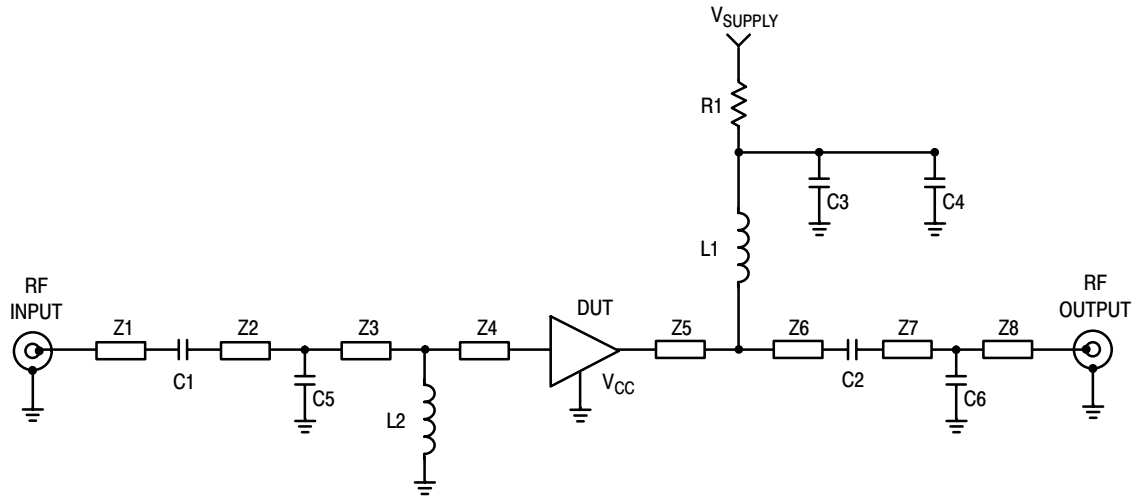 VSUPPLY
R1
C3
C4
L1
RF
INPUT
RF
OUTPUT
DUT
Z1
Z2
Z3
Z4
Z5
Z6
Z7
Z8
C1
C5
L2
VCC
C2
C6